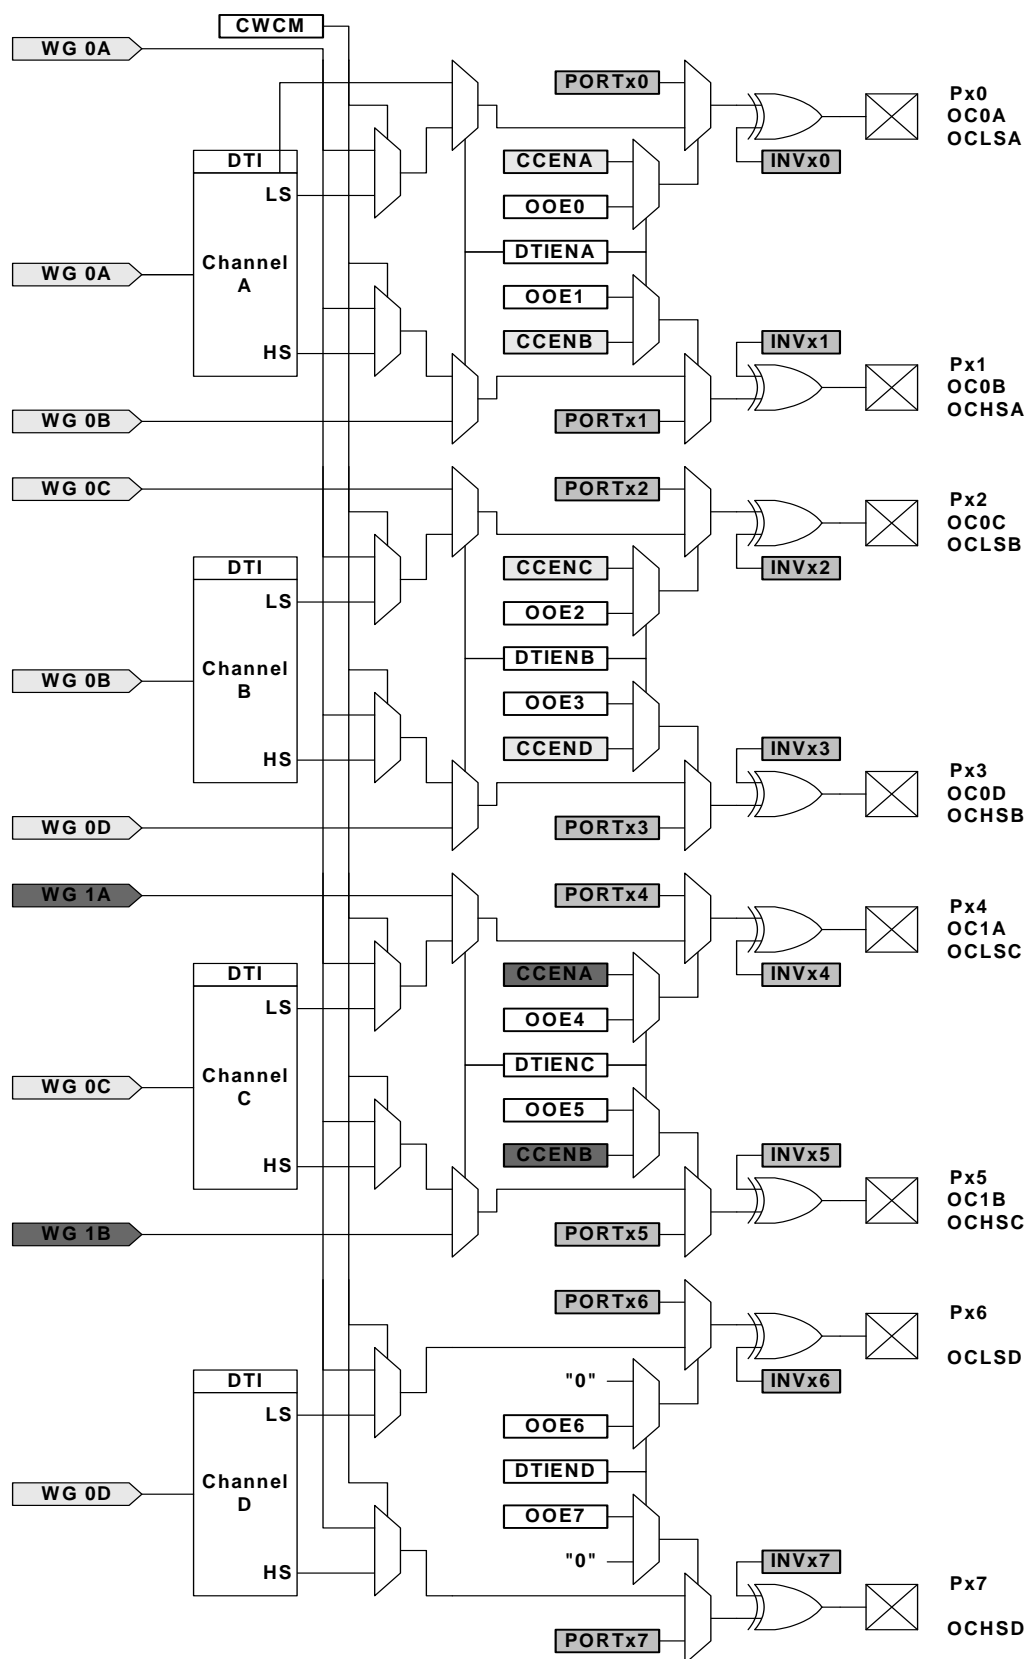 CWCM
WG 0A
PORTx0
Px0
OC0A
OCLSA
DTI
CCENA
INVx0
LS
OOE0
WG 0A
Channel
A
DTIENA
OOE1
HS
CCENB
INVx1
Px1
OC0B
OCHSA
WG 0B
PORTx1
WG 0C
PORTx2
Px2
OC0C
OCLSB
DTI
CCENC
INVx2
LS
OOE2
WG 0B
Channel
B
DTIENB
OOE3
HS
CCEND
INVx3
Px3
OC0D
OCHSB
WG 0D
PORTx3
WG 1A
PORTx4
Px4
OC1A
OCLSC
DTI
CCENA
INVx4
LS
OOE4
WG 0C
Channel
C
DTIENC
OOE5
HS
CCENB
INVx5
Px5
OC1B
OCHSC
WG 1B
PORTx5
PORTx6
Px6
OCLSD
DTI
"0"
INVx6
LS
OOE6
WG 0D
Channel
D
DTIEND
OOE7
HS
"0"
INVx7
Px7
OCHSD
PORTx7